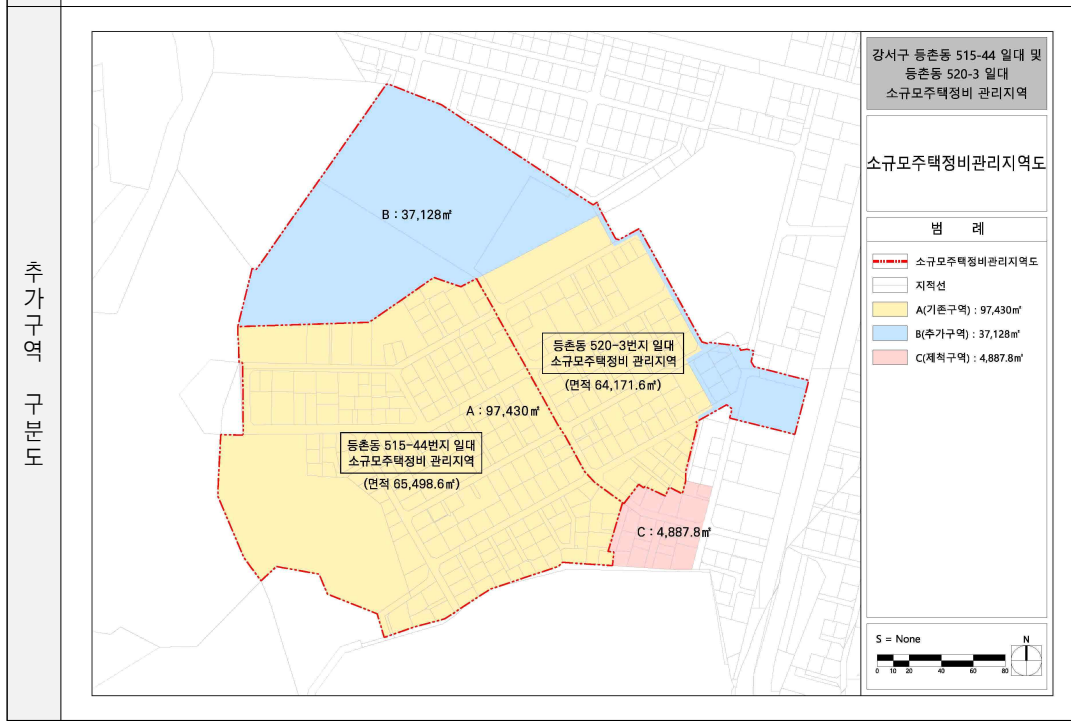 추가구역 구분도
B : 37,128㎡
등촌동 520-3번지 일대
소규모주택정비 관리지역
(면적 64,171.6㎡)
A : 97,430㎡
등촌동 515-44번지 일대
소규모주택정비 관리지역
(면적 65,498.6㎡)
C : 4,887.8㎡
강서구 등촌동 515-44 일대 및
등촌동 520-3 일대
소규모주택정비 관리지역
소규모주택정비관리지역도
범 례
소규모주택정비관리지역도
지적선
A(기존구역) : 97,430㎡
B(추가구역) : 37,128㎡
C(제척구역) : 4,887.8㎡
S = None
N
0 10 20 40 60 80